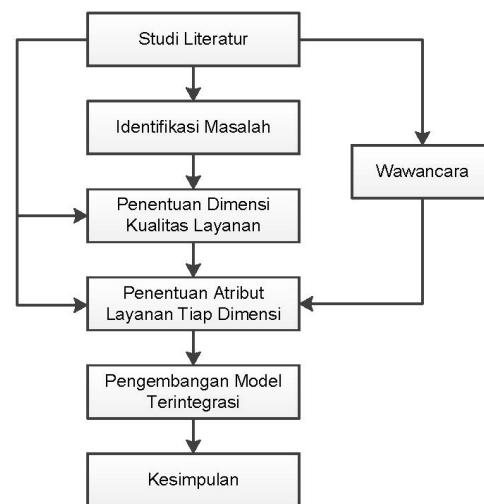 Studi Literatur
Identifikasi Masalah
Wawancara
Penentuan Dimensi
Kualitas Layanan
Penentuan Atribut
Layanan Tiap Dimensi
Pengembangan Model
Terintegrasi
Kesimpulan